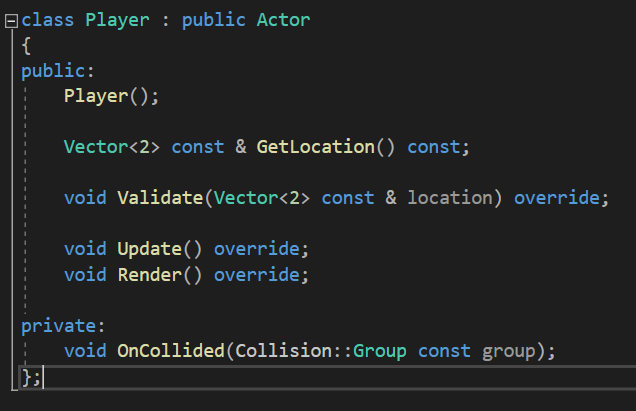 class Player : public Actor
{
public:
    Player();
    Vector<2> const & GetLocation() const;
    void Validate(Vector<2> const & location) override;
    void Update() override;
    void Render() override;
private:
    void OnCollided(Collision::Group const group);
};